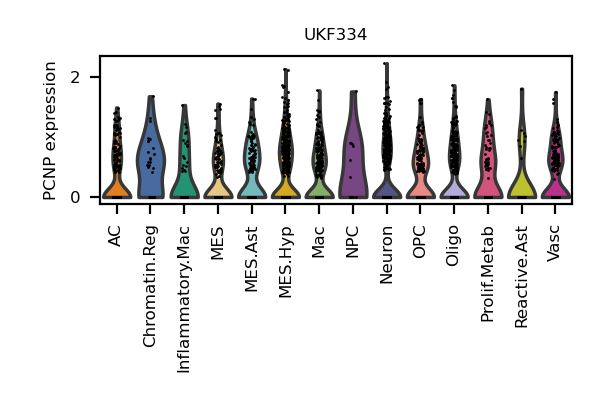 UKF334
PCNP expression
2
0
AC
Chromatin.Reg
Inflammatory.Mac
MES
MES.Ast
MES.Hyp
Mac
NPC
Neuron
OPC
Oligo
Prolif.Metab
Reactive.Ast
Vasc